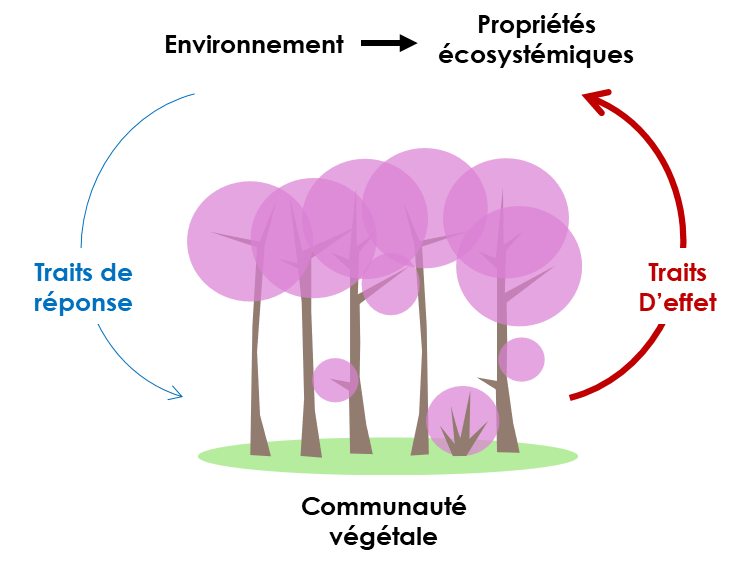 Environnement
Propriétés
écosystémiques
Traits de
réponse
Traits
D'effet
Communauté
végétale